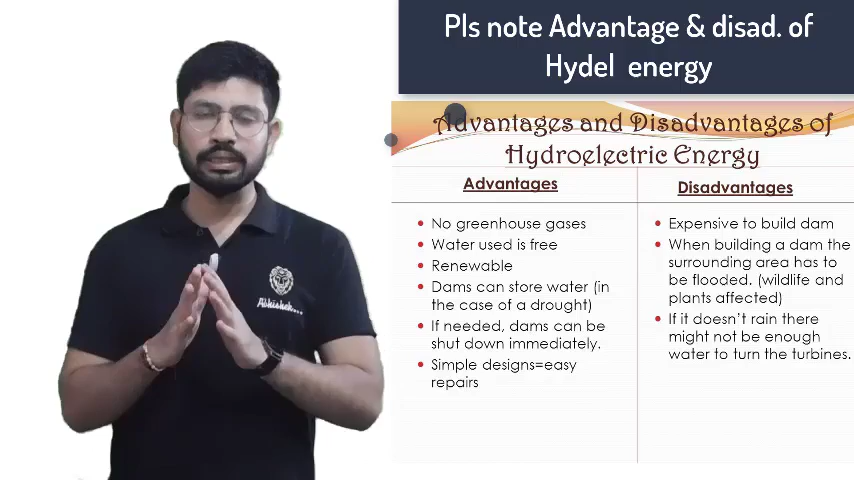 Pls note Advantage & disad. of
Hydel energy
Advantages and Disadvantages of
Hydroelectric Energy
Advantages
No greenhouse gases
Water used is free
Renewable
Dams can store water (in
the case of a drought)
If needed, dams can be
shut down immediately.
Simple designs=easy
repairs
Disadvantages
Expensive to build dam
When building a dam the
surrounding area has to
be flooded. (wildlife and
plants affected)
If it doesn't rain there
might not be enough
water to turn the turbines.
Abhishek...